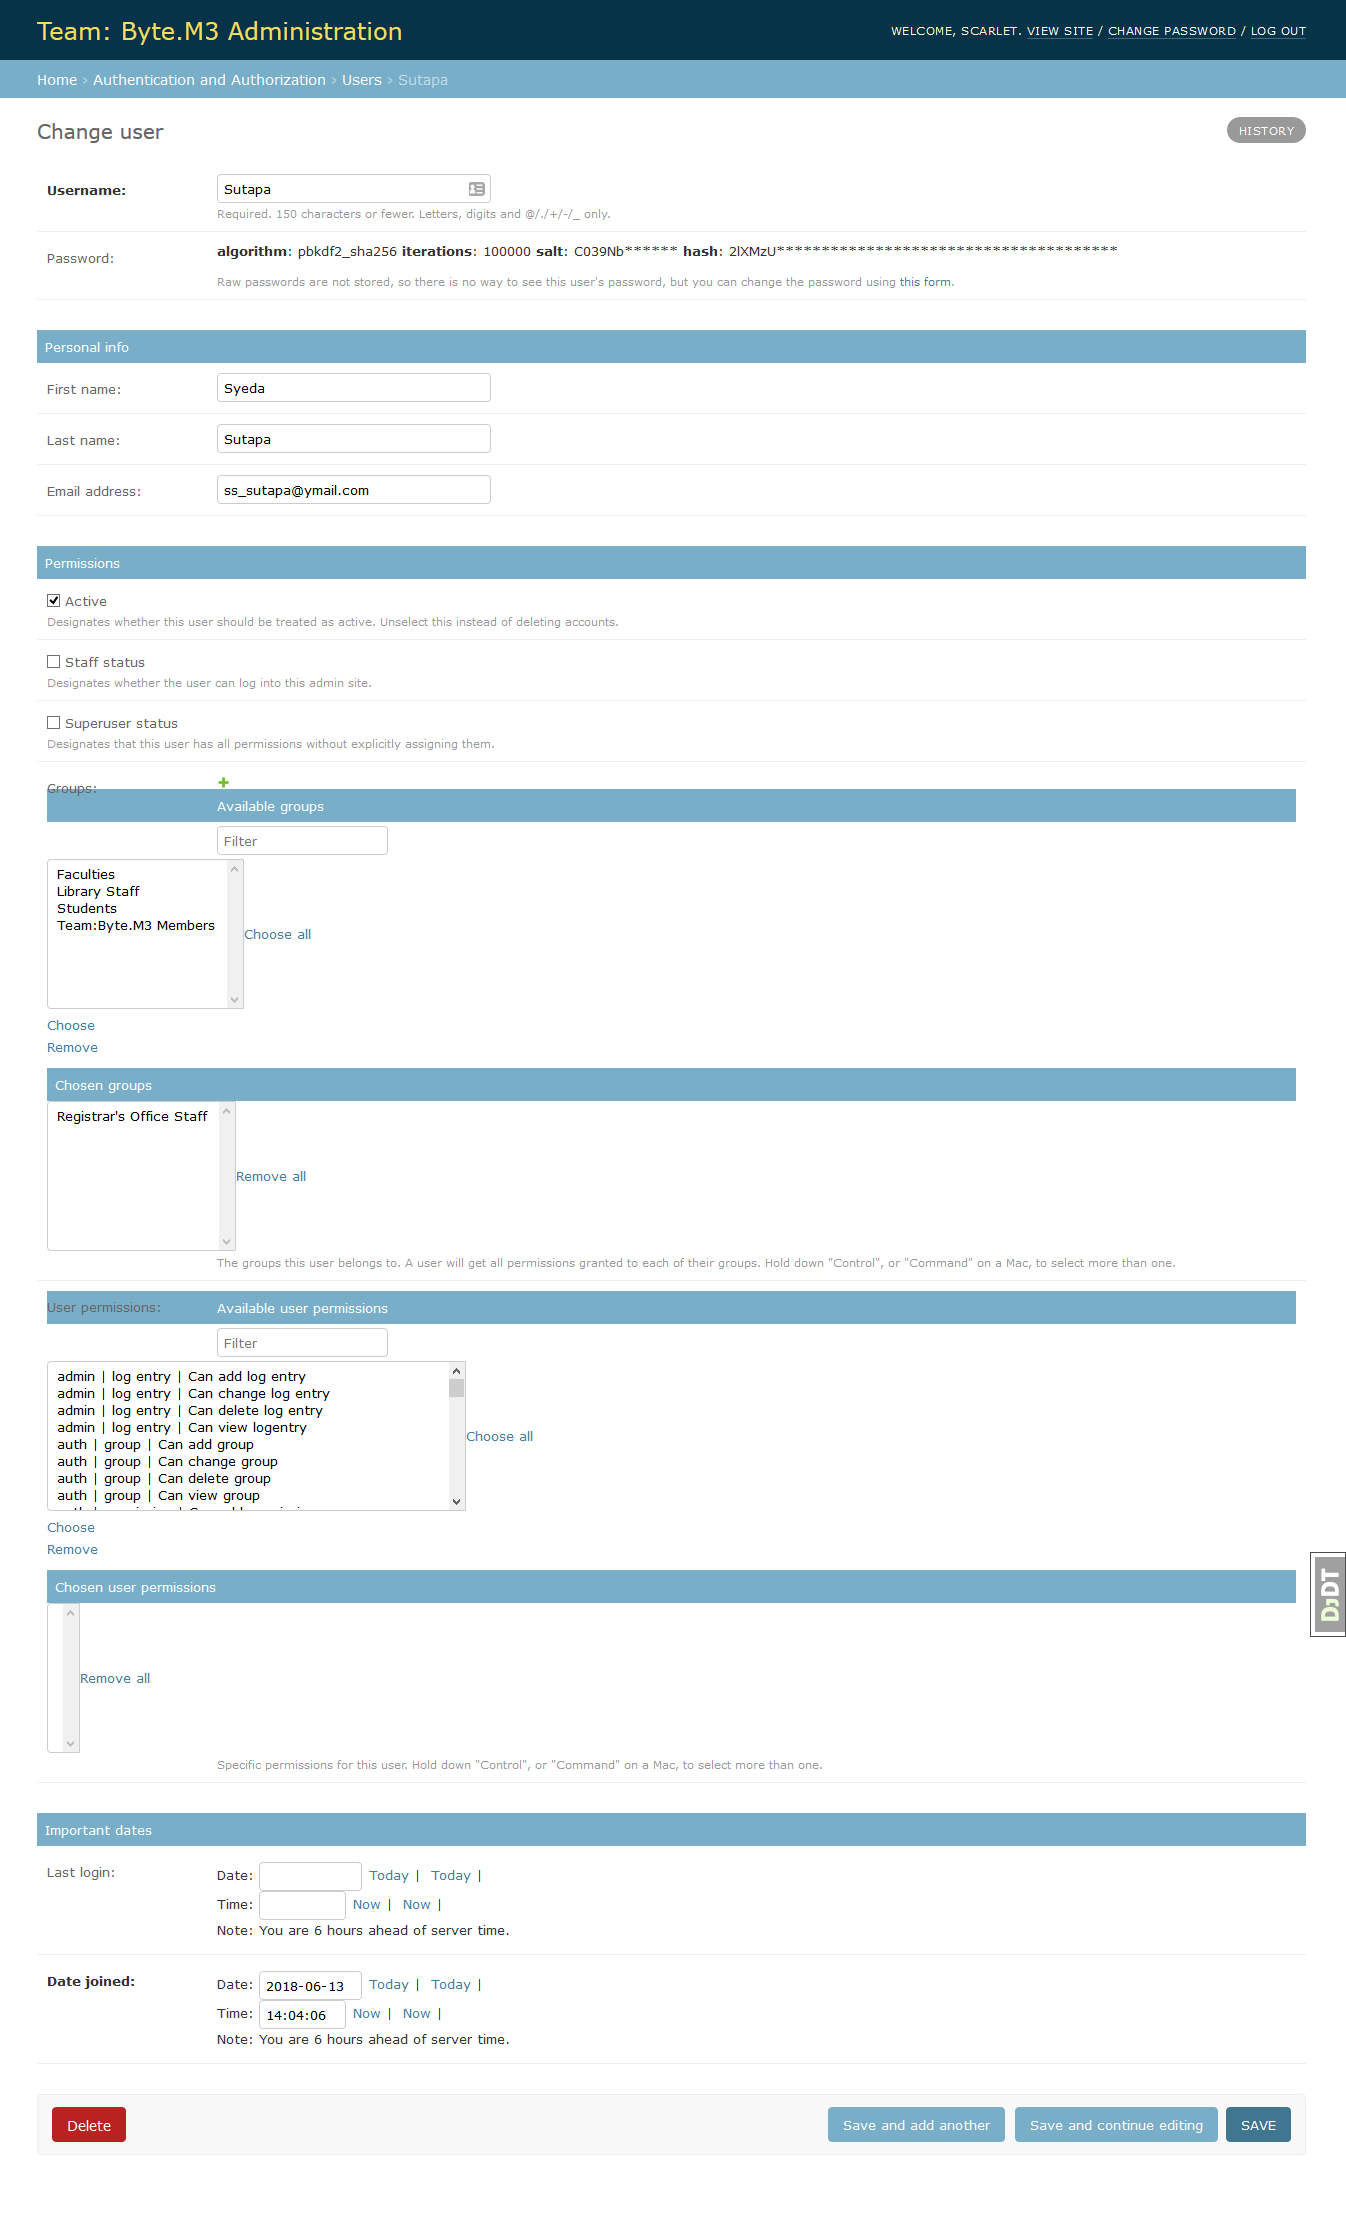 Team: Byte.M3 Administration
WELCOME, SCARLET. VIEW SITE / CHANGE PASSWORD / LOG OUT
Home › Authentication and Authorization › Users › Sutapa
Change user
HISTORY
Username:
Sutapa
Required. 150 characters or fewer. Letters, digits and @/./+/-/_ only.
Password:
algorithm: pbkdf2_sha256 iterations: 100000 salt: C039Nb****** hash: 2lXMzU**************************************
Raw passwords are not stored, so there is no way to see this user's password, but you can change the password using this form.
Personal info
First name:
Syeda
Last name:
Sutapa
Email address:
ss_sutapa@ymail.com
Permissions
Active
Designates whether this user should be treated as active. Unselect this instead of deleting accounts.
Staff status
Designates whether the user can log into this admin site.
Superuser status
Designates that this user has all permissions without explicitly assigning them.
Groups:
Available groups
Filter
Faculties
Library Staff
Students
Team:Byte.M3 Members
Choose all
Choose
Remove
Chosen groups
Registrar's Office Staff
Remove all
The groups this user belongs to. A user will get all permissions granted to each of their groups. Hold down "Control", or "Command" on a Mac, to select more than one.
User permissions:
Available user permissions
Filter
admin | log entry | Can add log entry
admin | log entry | Can change log entry
admin | log entry | Can delete log entry
admin | log entry | Can view logentry
auth | group | Can add group
auth | group | Can change group
auth | group | Can delete group
auth | group | Can view group
Choose all
Choose
Remove
DjDT
Chosen user permissions
Remove all
Specific permissions for this user. Hold down "Control", or "Command" on a Mac, to select more than one.
Important dates
Last login:
Date: Today | Today |
Time: Now | Now |
Note: You are 6 hours ahead of server time.
Date joined:
Date: 2018-06-13 Today | Today |
Time: 14:04:06 Now | Now |
Note: You are 6 hours ahead of server time.
Delete
Save and add another
Save and continue editing
SAVE